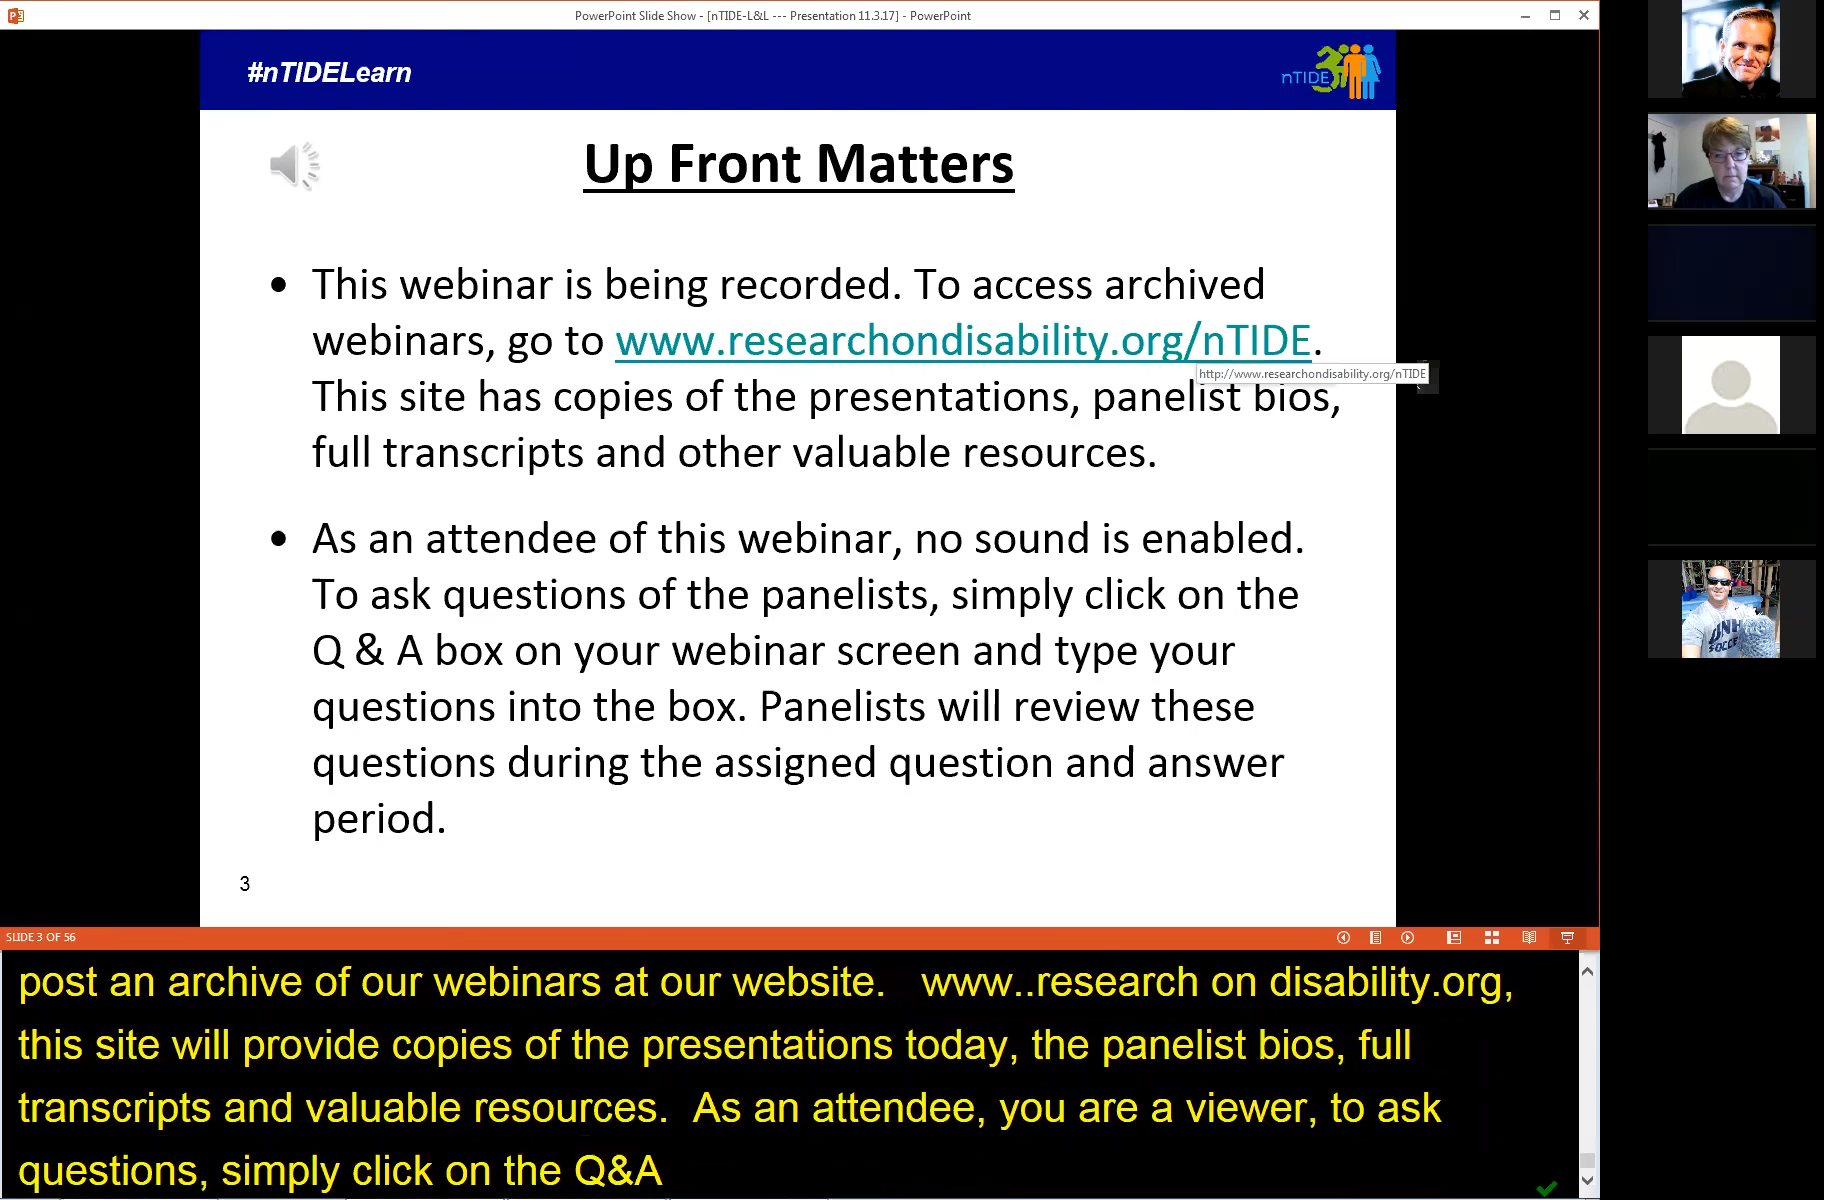 PowerPoint Slide Show - [nTIDE-L&L --- Presentation 11.3.17] - PowerPoint
#nTIDELearn
nTIDE
Up Front Matters
• This webinar is being recorded. To access archived
webinars, go to www.researchondisability.org/nTIDE.
http://www.researchondisability.org/nTIDE
This site has copies of the presentations, panelist bios,
full transcripts and other valuable resources.
• As an attendee of this webinar, no sound is enabled.
To ask questions of the panelists, simply click on the
Q & A box on your webinar screen and type your
questions into the box. Panelists will review these
questions during the assigned question and answer
period.
3
SLIDE 3 OF 56
post an archive of our webinars at our website.   www..research on disability.org,
this site will provide copies of the presentations today, the panelist bios, full
transcripts and valuable resources.  As an attendee, you are a viewer, to ask
questions, simply click on the Q&A
UNH
SOCCE